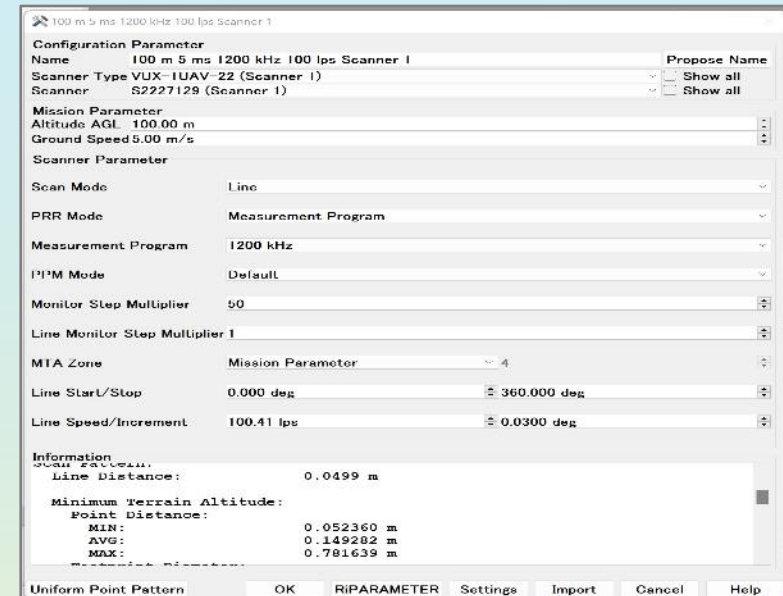 100 m 5 ms 1200 kHz 100 lps Scanner 1
Configuration Parameter
Name 100 m 5 ms 1200 kHz 100 lps Scanner 1 Propose Name
Scanner Type VUX-1UAV-22 (Scanner 1) Show all
Scanner S2227129 (Scanner 1) Show all
Mission Parameter
Altitude AGL 100.00 m
Ground Speed 5.00 m/s
Scanner Parameter
Scan Mode Line
PRR Mode Measurement Program
Measurement Program 1200 kHz
PPM Mode Default
Monitor Step Multiplier 50
Line Monitor Step Multiplier 1
MTA Zone Mission Parameter 4
Line Start/Stop 0.000 deg 360.000 deg
Line Speed/Increment 100.41 lps 0.0300 deg
Information
Scan Pattern:
Line Distance: 0.0499 m
Minimum Terrain Altitude:
Point Distance:
MIN: 0.052360 m
AVG: 0.149282 m
MAX: 0.781639 m
Uniform Point Pattern OK RiPARAMETER Settings Import Cancel Help